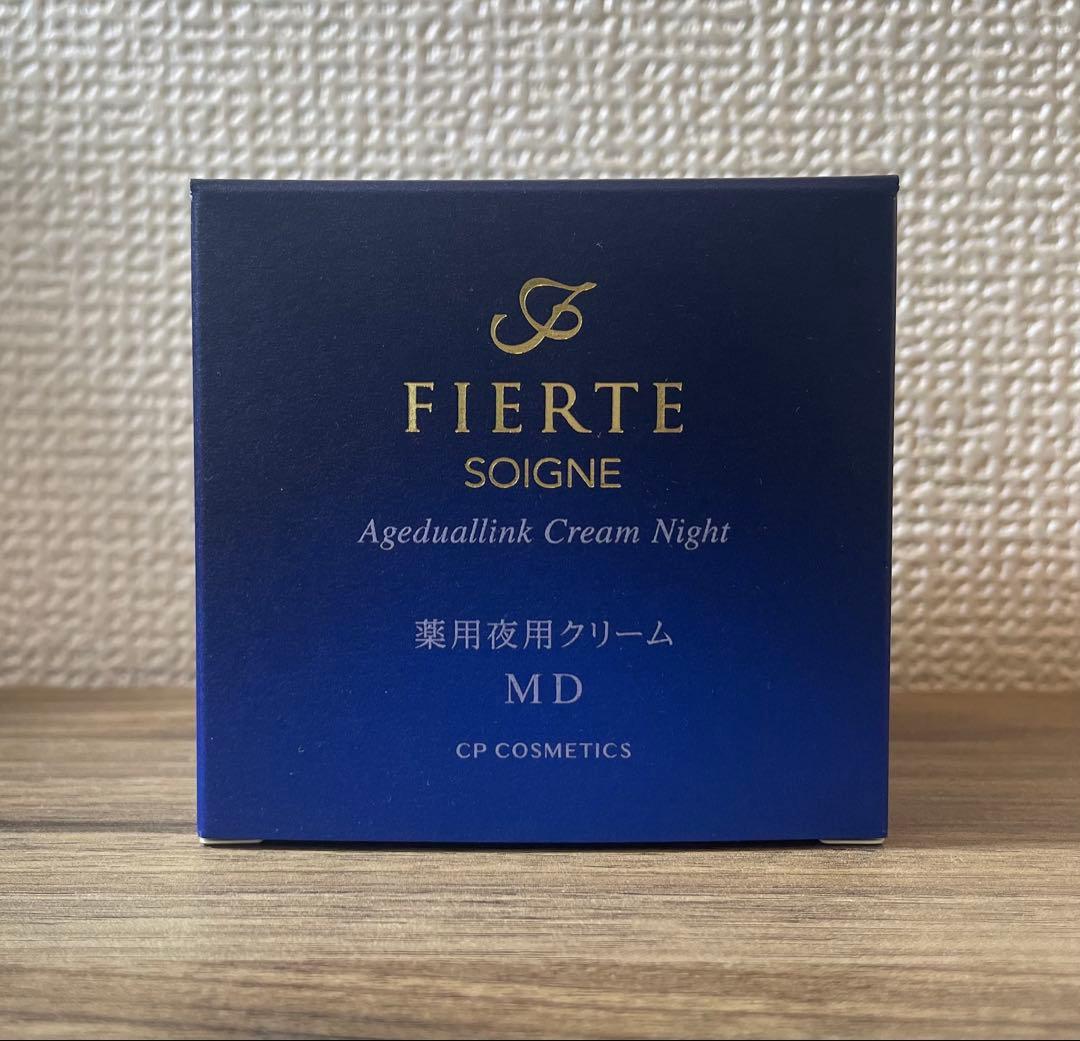 FIERTE
SOIGNE
Ageduallink Cream Night
薬用夜用クリーム
MD
CP COSMETICS